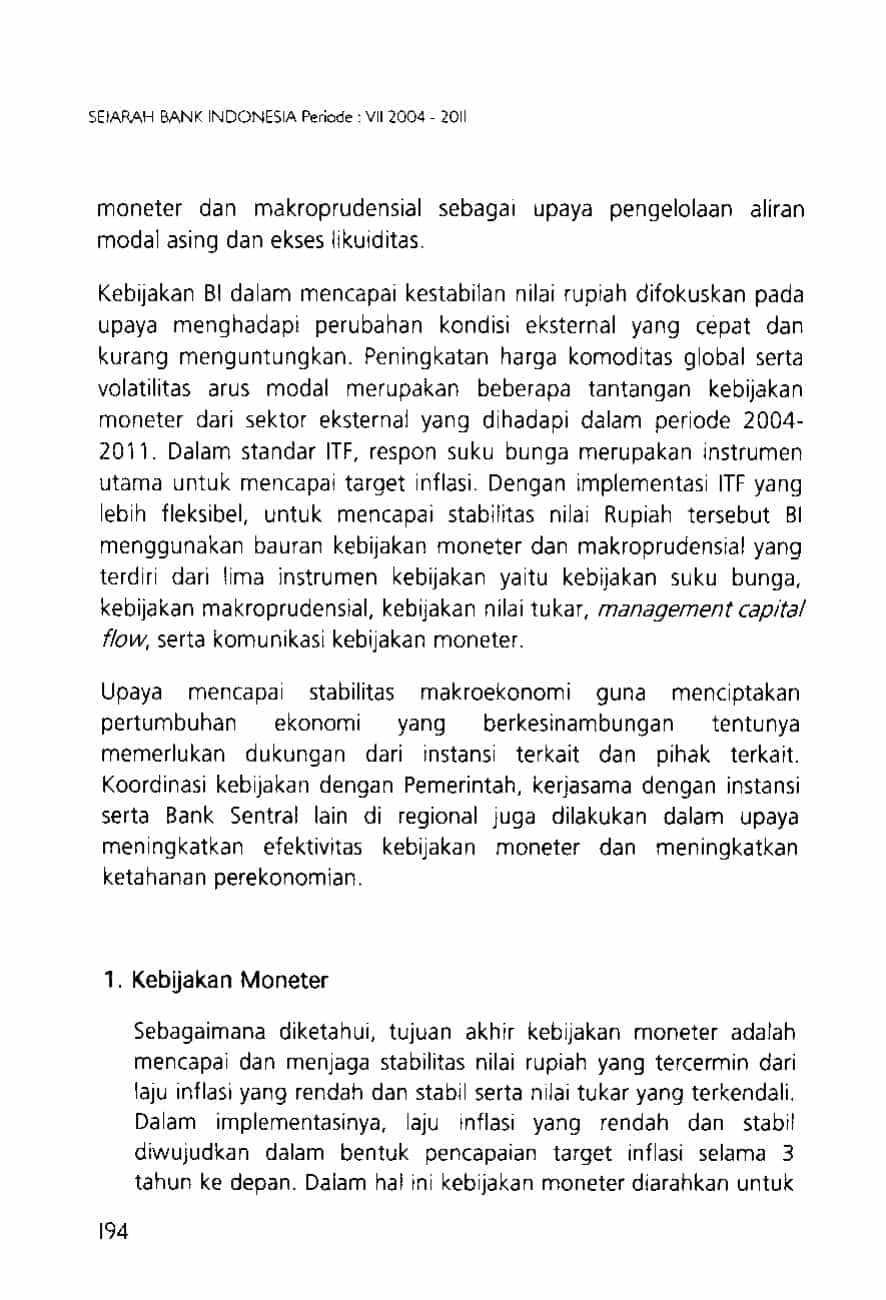 SEJARAH BANK INDONESIA Periode : VII 2004 - 2011
moneter dan makroprudensial sebagai upaya pengelolaan aliran
modal asing dan ekses likuiditas.
Kebijakan BI dalam mencapai kestabilan nilai rupiah difokuskan pada
upaya menghadapi perubahan kondisi eksternal yang cepat dan
kurang menguntungkan. Peningkatan harga komoditas global serta
volatilitas arus modal merupakan beberapa tantangan kebijakan
moneter dari sektor eksternal yang dihadapi dalam periode 2004-
2011. Dalam standar ITF, respon suku bunga merupakan instrumen
utama untuk mencapai target inflasi. Dengan implementasi ITF yang
lebih fleksibel, untuk mencapai stabilitas nilai Rupiah tersebut BI
menggunakan bauran kebijakan moneter dan makroprudensial yang
terdiri dari lima instrumen kebijakan yaitu kebijakan suku bunga,
kebijakan makroprudensial, kebijakan nilai tukar, management capital
flow, serta komunikasi kebijakan moneter.
Upaya mencapai stabilitas makroekonomi guna menciptakan
pertumbuhan ekonomi yang berkesinambungan tentunya
memerlukan dukungan dari instansi terkait dan pihak terkait.
Koordinasi kebijakan dengan Pemerintah, kerjasama dengan instansi
serta Bank Sentral lain di regional juga dilakukan dalam upaya
meningkatkan efektivitas kebijakan moneter dan meningkatkan
ketahanan perekonomian.
1. Kebijakan Moneter
Sebagaimana diketahui, tujuan akhir kebijakan moneter adalah
mencapai dan menjaga stabilitas nilai rupiah yang tercermin dari
laju inflasi yang rendah dan stabil serta nilai tukar yang terkendali.
Dalam implementasinya, laju inflasi yang rendah dan stabil
diwujudkan dalam bentuk pencapaian target inflasi selama 3
tahun ke depan. Dalam hal ini kebijakan moneter diarahkan untuk
194